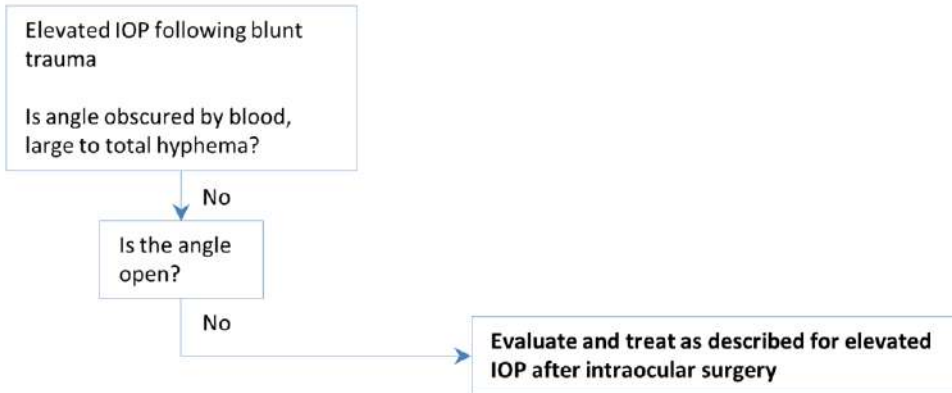 Elevated IOP following blunt
trauma
Is angle obscured by blood,
large to total hyphema?
No
Is the angle
open?
No
Evaluate and treat as described for elevated
IOP after intraocular surgery